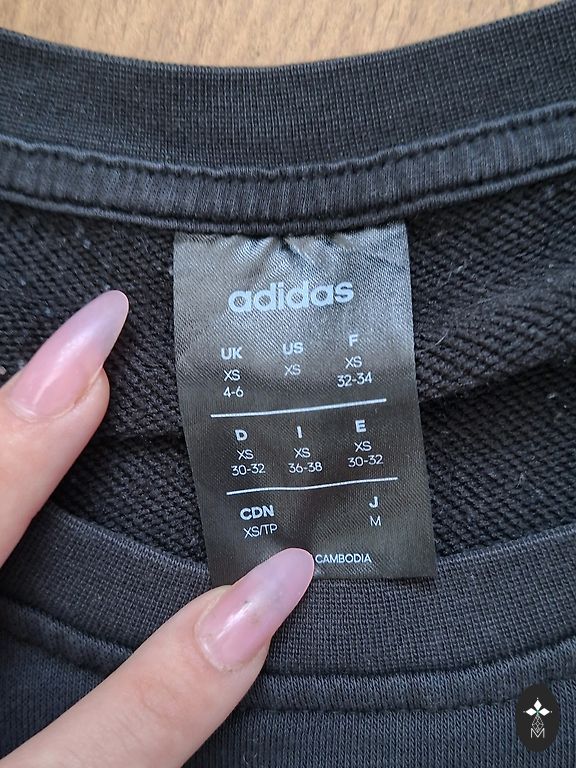 adidas
UK US F
XS XS XS
4-6 32-34
D I E
XS XS XS
30-32 36-38 30-32
CDN J
XS/TP M
CAMBODIA
M